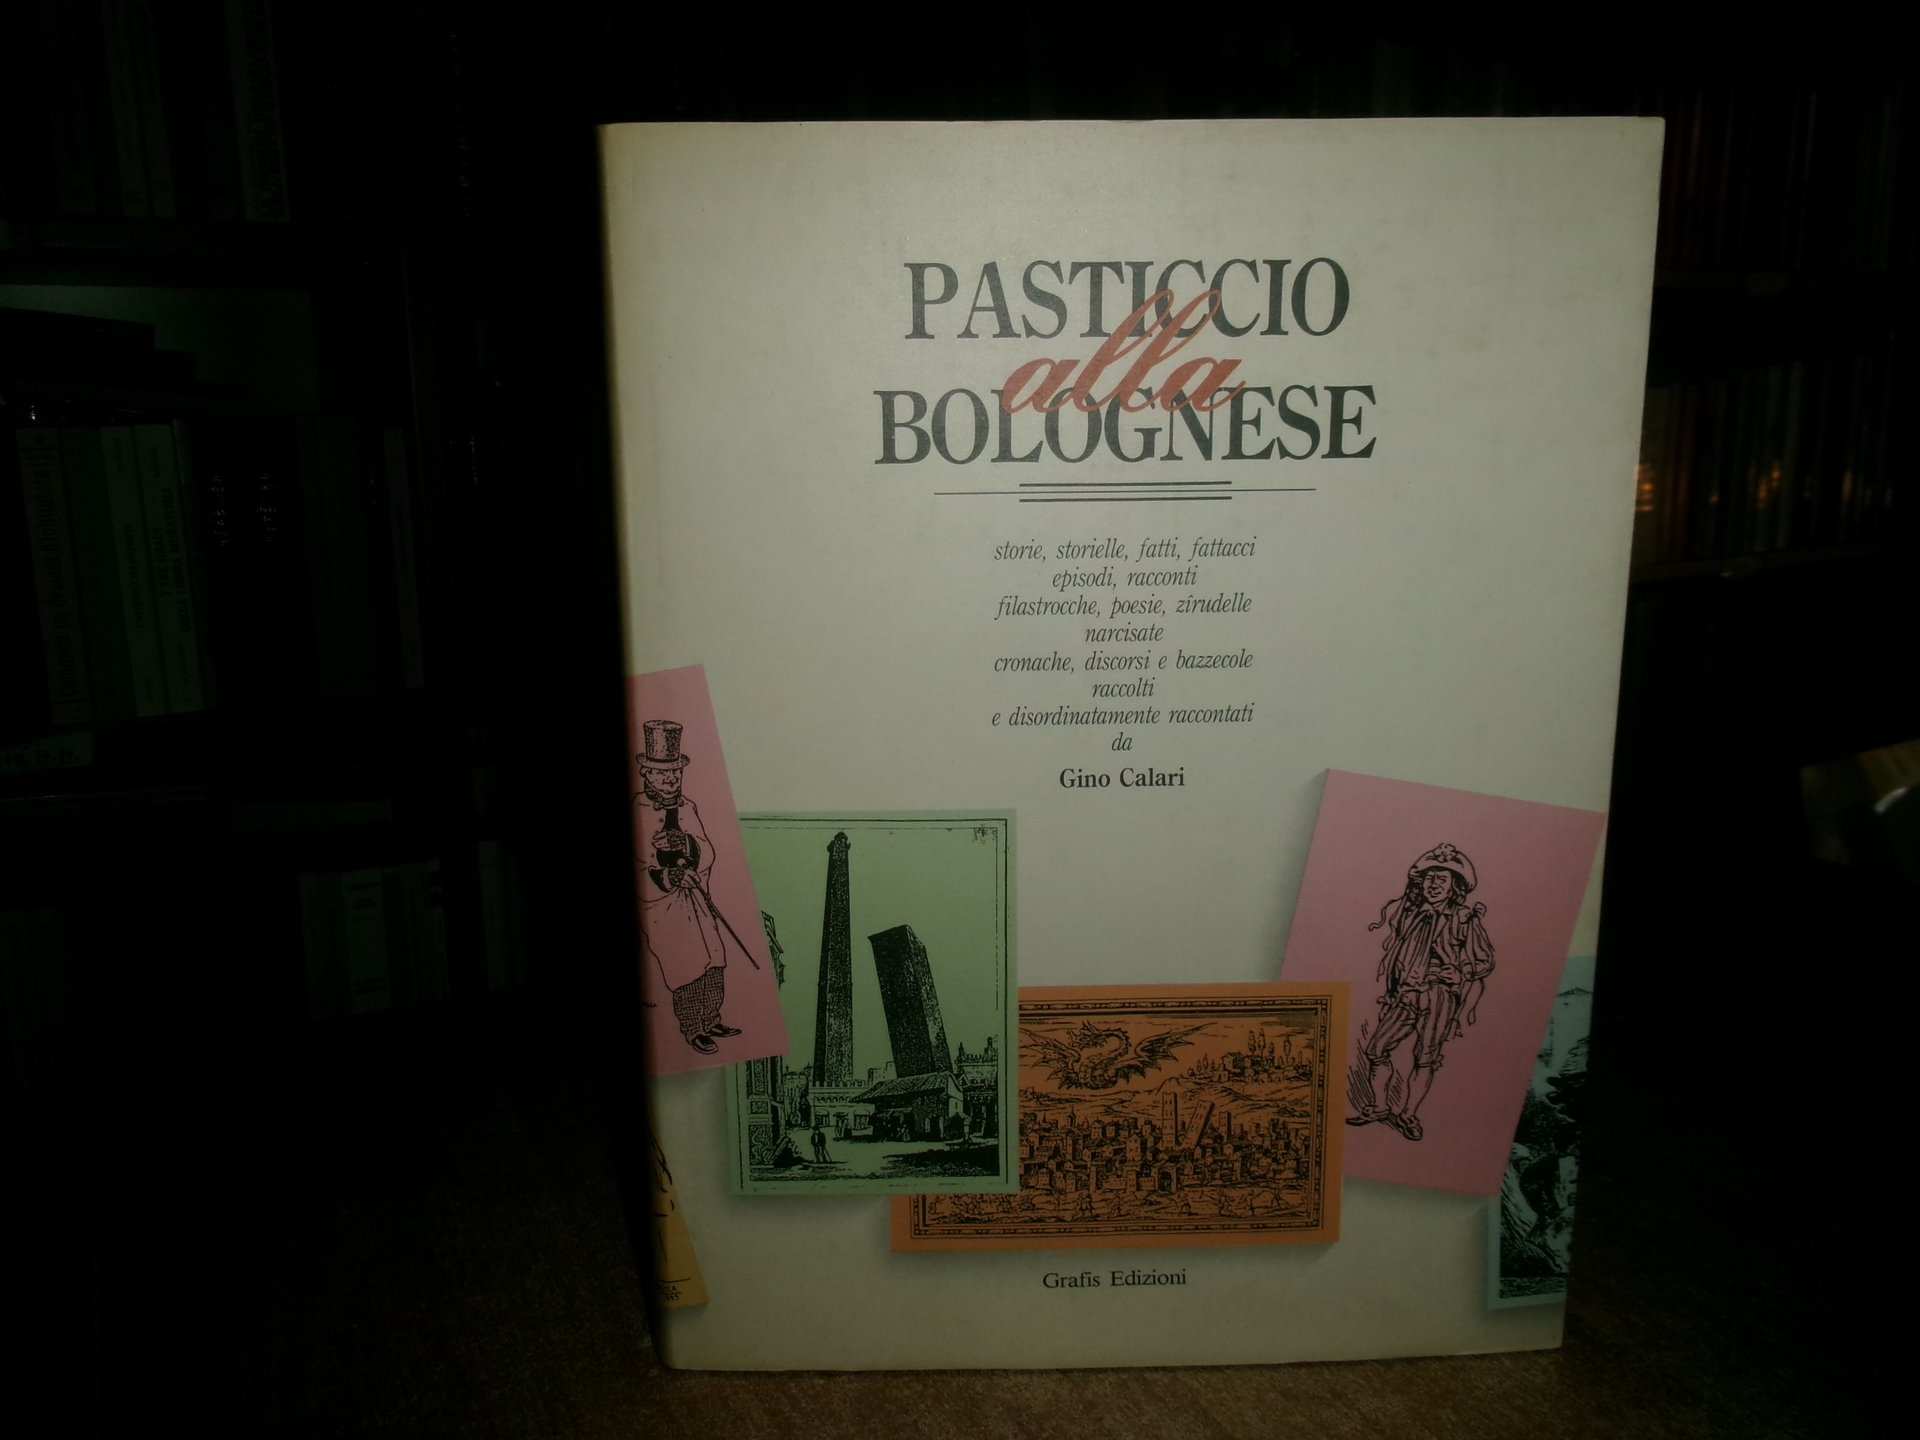 PASTICCIO
alla
BOLOGNESE
storie, storielle, fatti, fattacci
episodi, racconti
filastrocche, poesie, zîrudelle
narcisate
cronache, discorsi e bazzecole
raccolti
e disordinatamente raccontati
da
Gino Calari
Grafis Edizioni